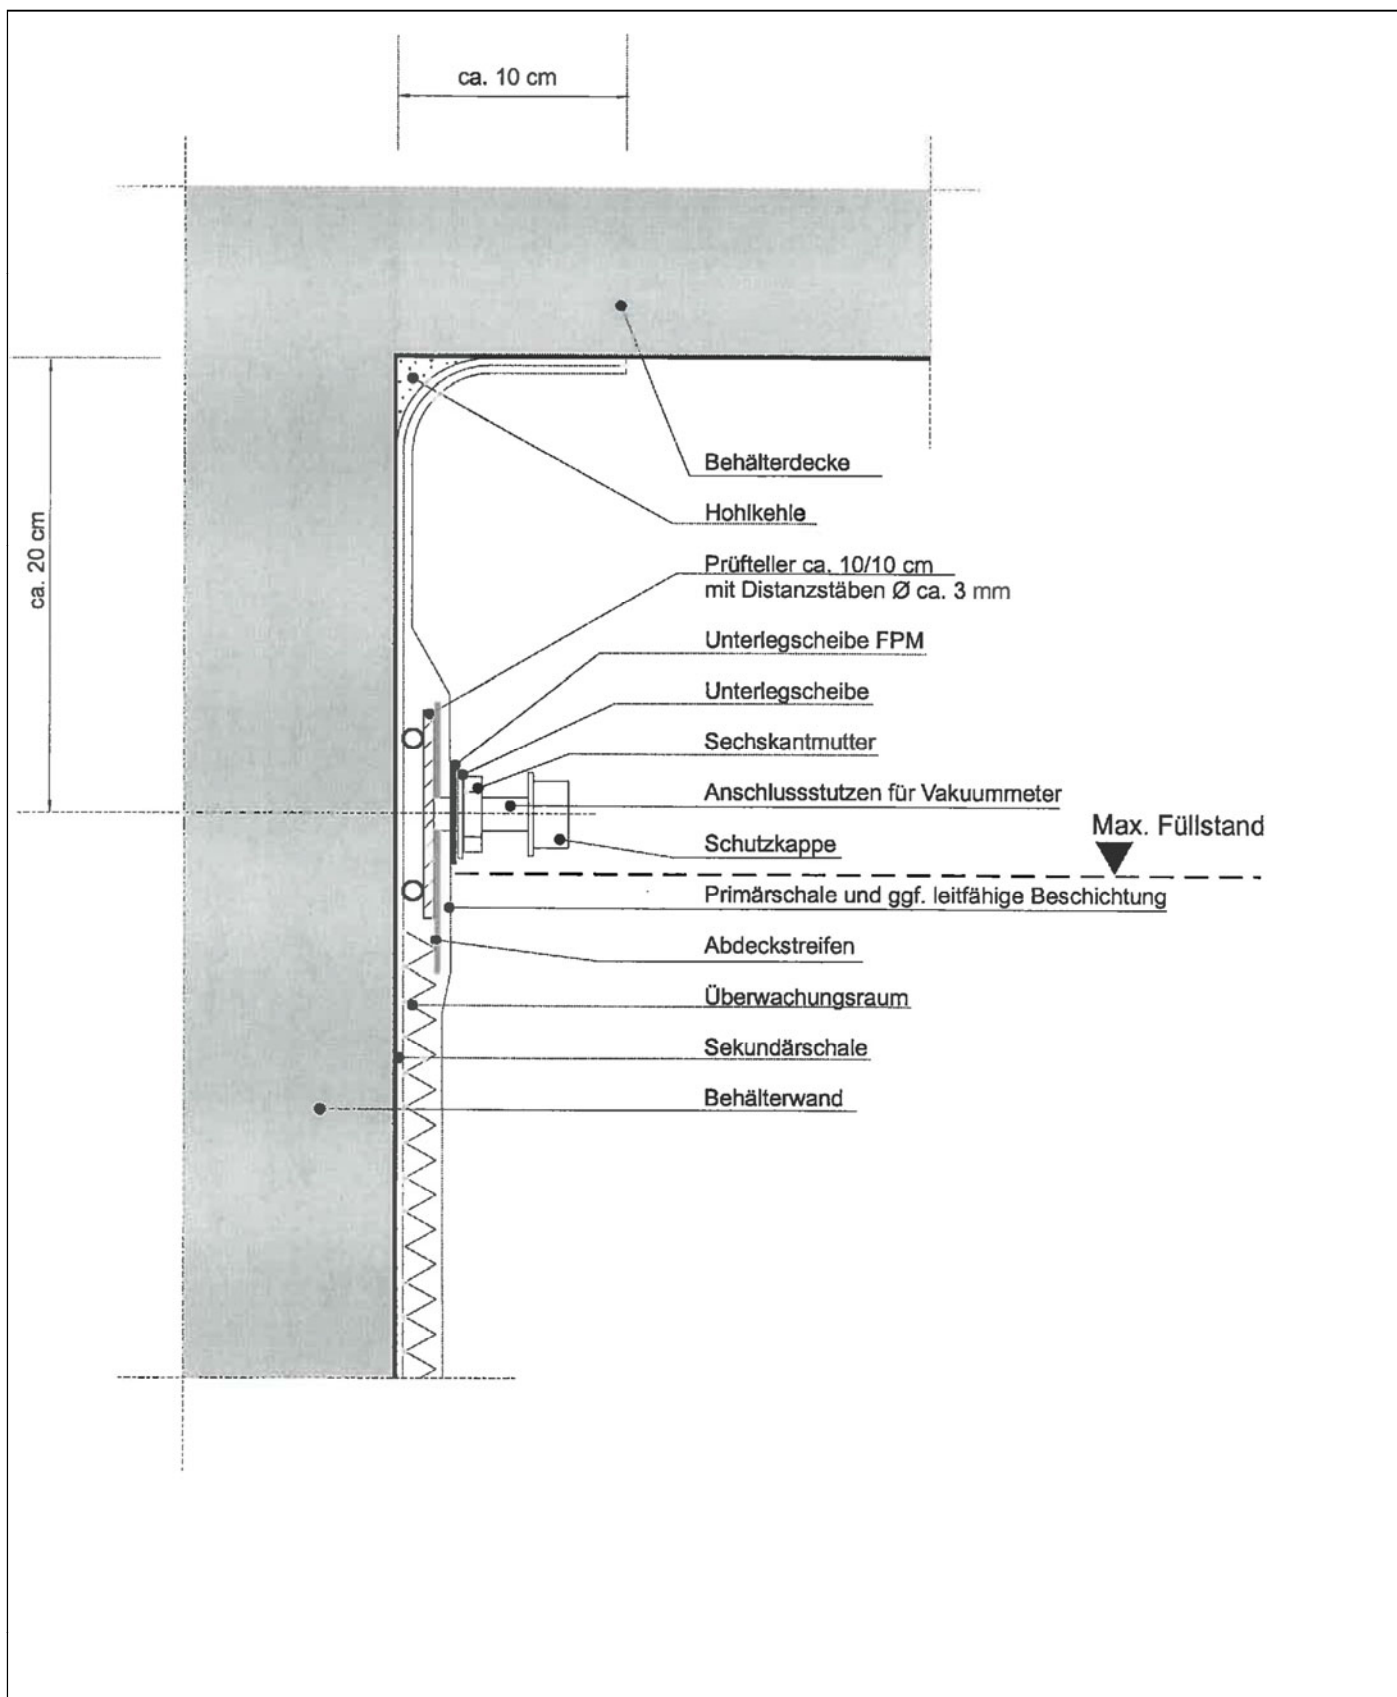 ca. 10 cm
ca. 20 cm
Behälterdecke
Hohlkehle
Prüfteller ca. 10/10 cm
mit Distanzstäben Ø ca. 3 mm
Unterlegscheibe FPM
Unterlegscheibe
Sechskantmutter
Anschlussstutzen für Vakuummeter
Max. Füllstand
Schutzkappe
Primärschale und ggf. leitfähige Beschichtung
Abdeckstreifen
Überwachungsraum
Sekundärschale
Behälterwand